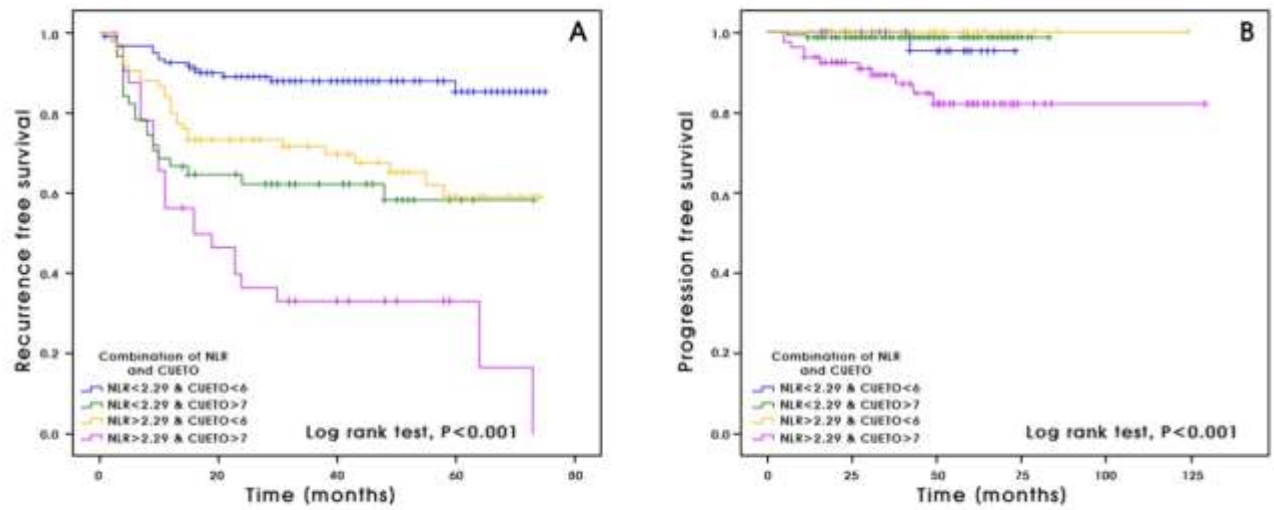 A
Recurrence free survival
1.0
0.8
0.6
0.4
0.2
0.0
Combination of NLR
and CUETO
NLR<2.29 & CUETO<6
NLR<2.29 & CUETO>7
NLR>2.29 & CUETO<6
NLR>2.29 & CUETO>7
Log rank test, P<0.001
0 20 40 60 80
Time (months)
B
Progression free survival
1.0
0.8
0.6
0.4
0.2
0.0
Combination of NLR
and CUETO
NLR<2.29 & CUETO<6
NLR<2.29 & CUETO>7
NLR>2.29 & CUETO<6
NLR>2.29 & CUETO>7
Log rank test, P<0.001
0 25 50 75 100 125
Time (months)